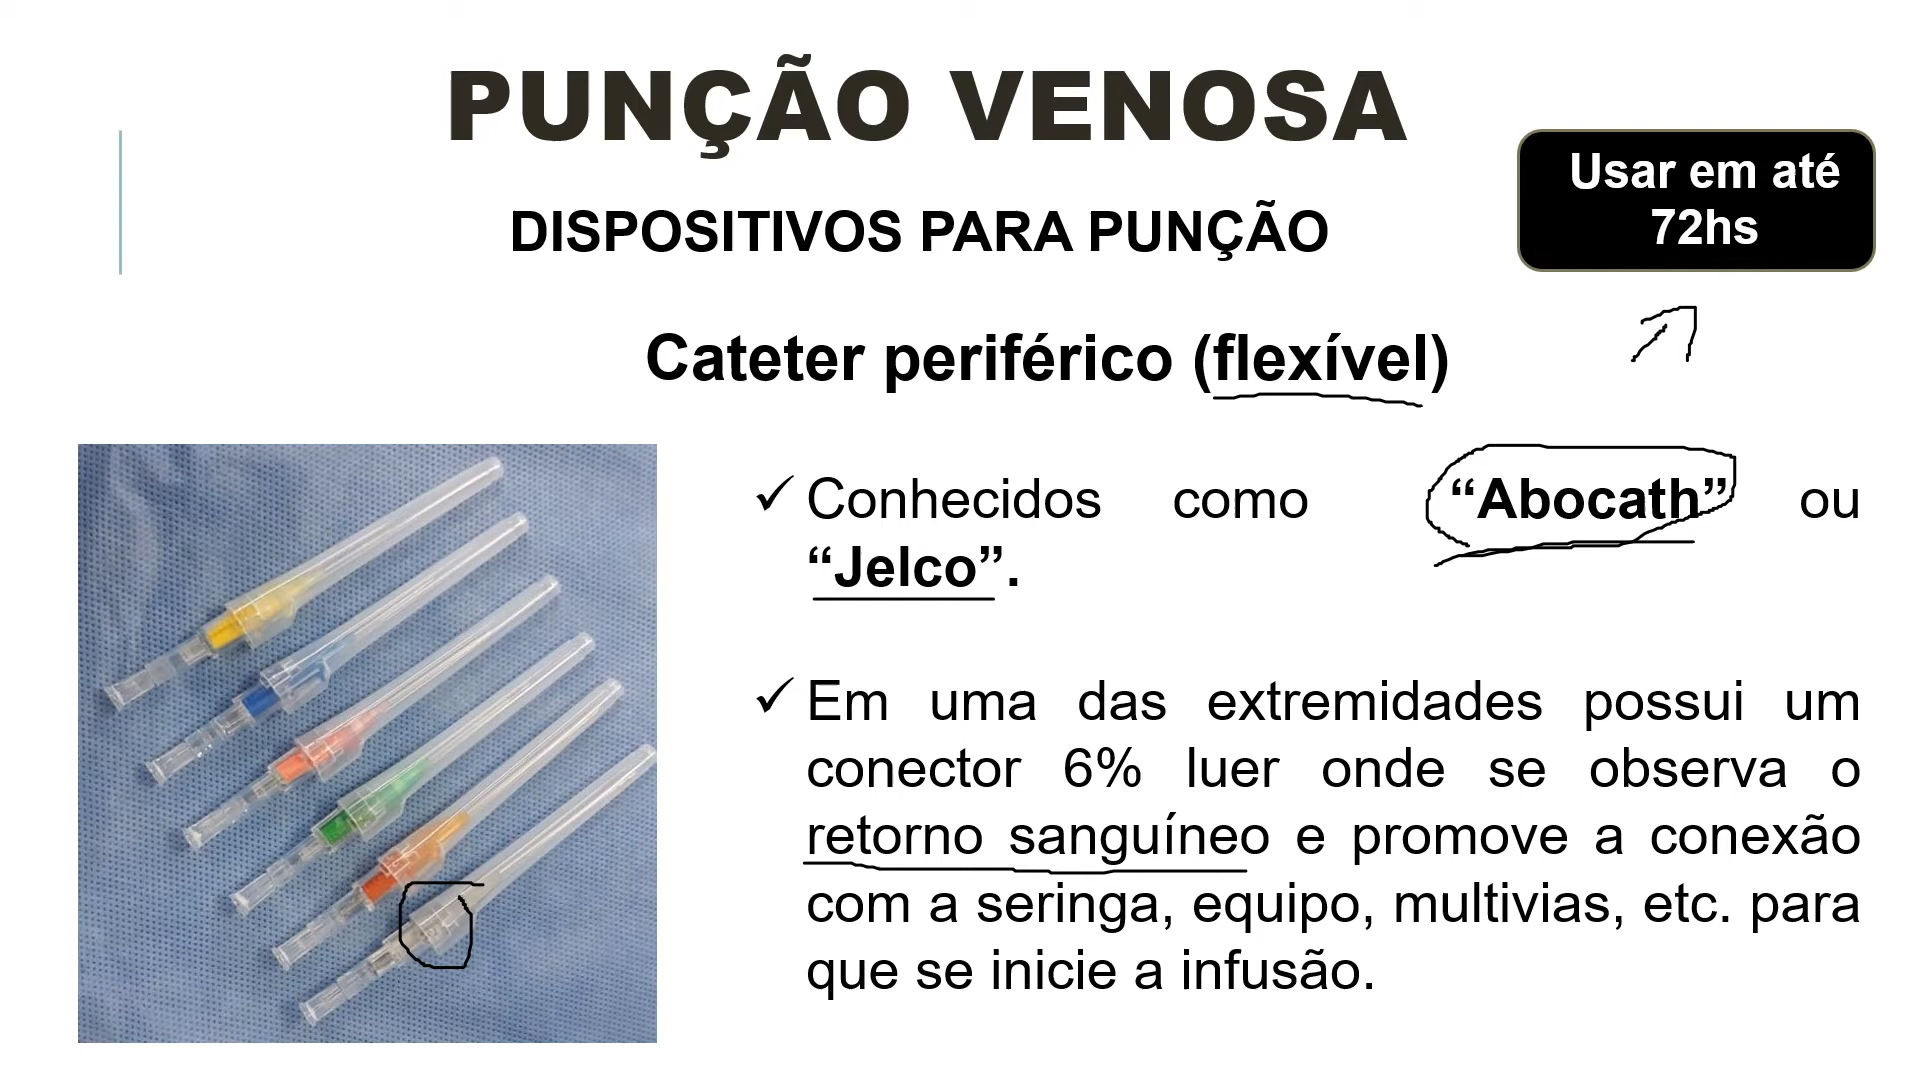 PUNÇÃO VENOSA
Usar em até
72hs
DISPOSITIVOS PARA PUNÇÃO
Cateter periférico (flexível)
✓ Conhecidos como “Abocath” ou
“Jelco”.
✓ Em uma das extremidades possui um
conector 6% luer onde se observa o
retorno sanguíneo e promove a conexão
com a seringa, equipo, multivias, etc. para
que se inicie a infusão.